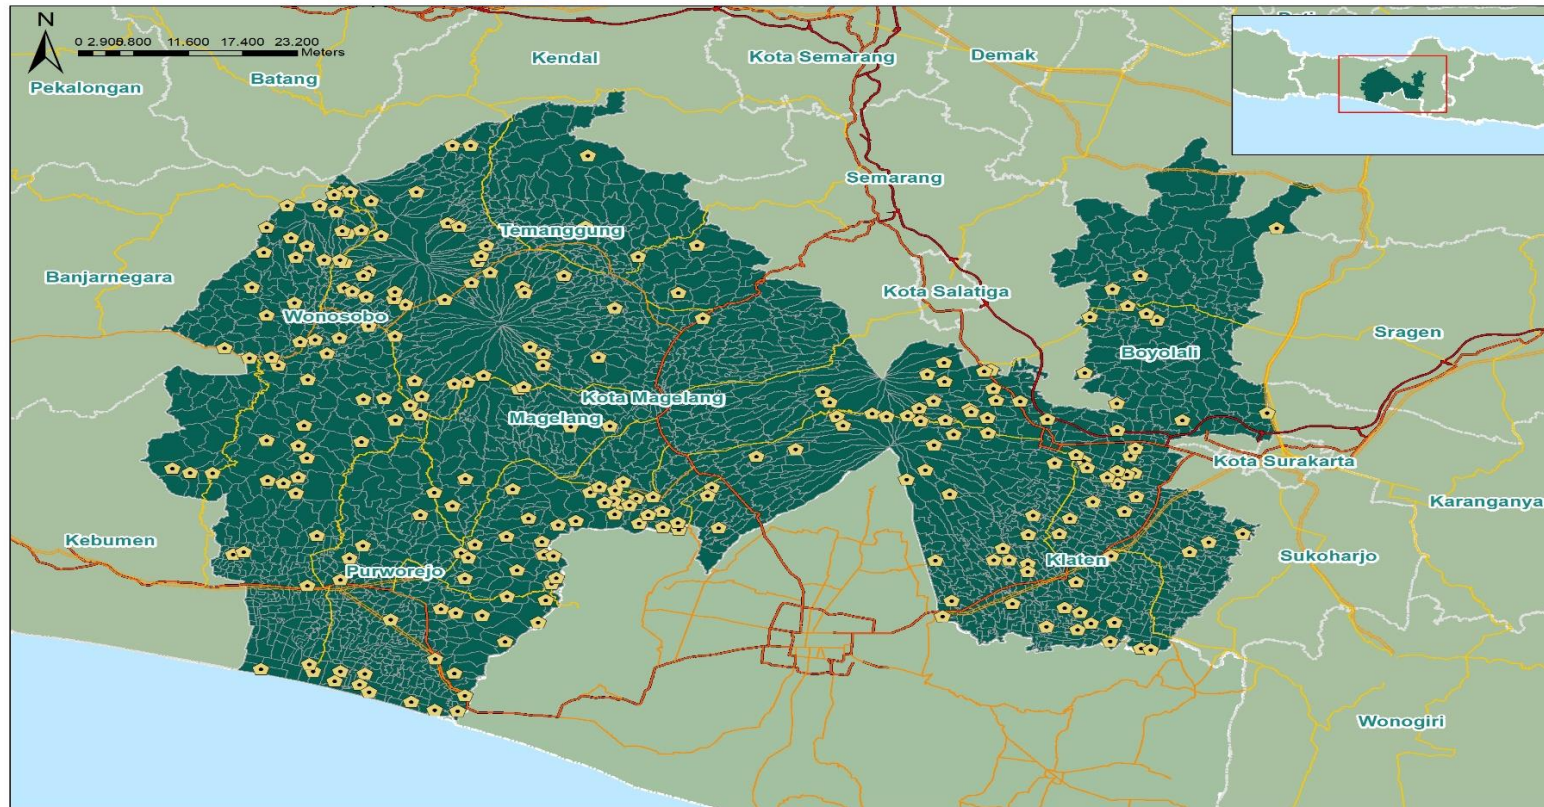 N
0 2.900 5.800 11.600 17.400 23.200
Meters
Kendal
Kota Semarang
Demak
Batang
Pekalongan
Semarang
Temanggung
Banjarnegara
Kota Salatiga
Wonosobo
Sragen
Boyolali
Kota Magelang
Magelang
Kota Surakarta
Karanganya
Kebumen
Purworejo
Klaten
Sukoharjo
Wonogiri